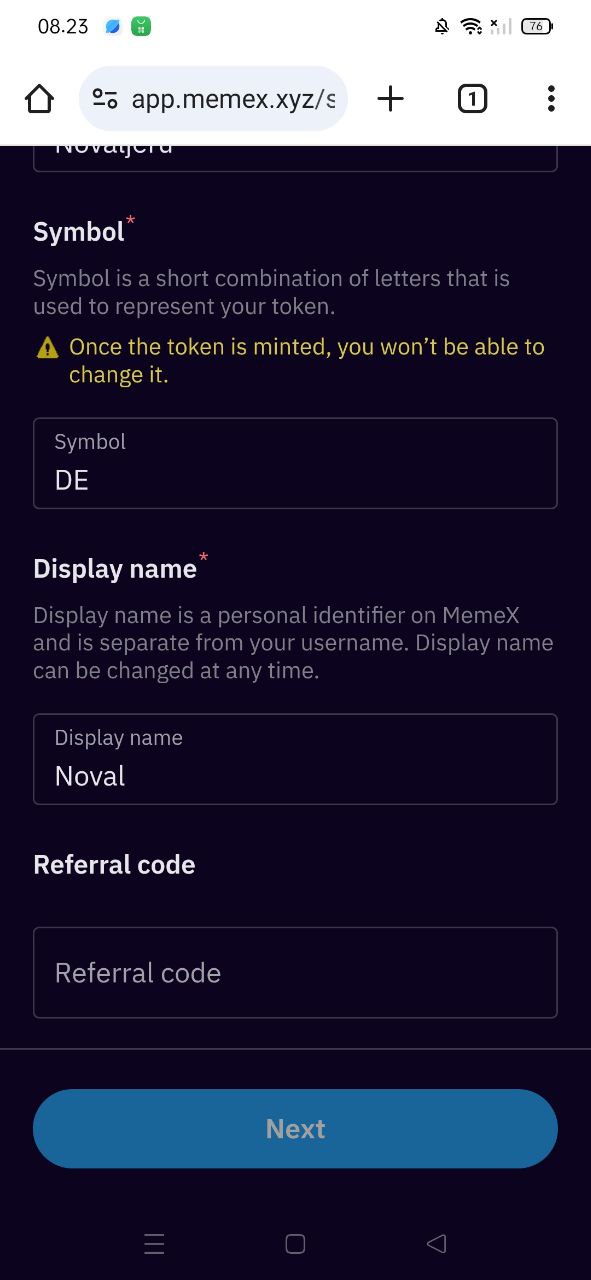 08.23
76
app.memex.xyz/s
1
Novaljeru
Symbol*
Symbol is a short combination of letters that is
used to represent your token.
Once the token is minted, you won’t be able to
change it.
Symbol
DE
Display name*
Display name is a personal identifier on MemeX
and is separate from your username. Display name
can be changed at any time.
Display name
Noval
Referral code
Referral code
Next